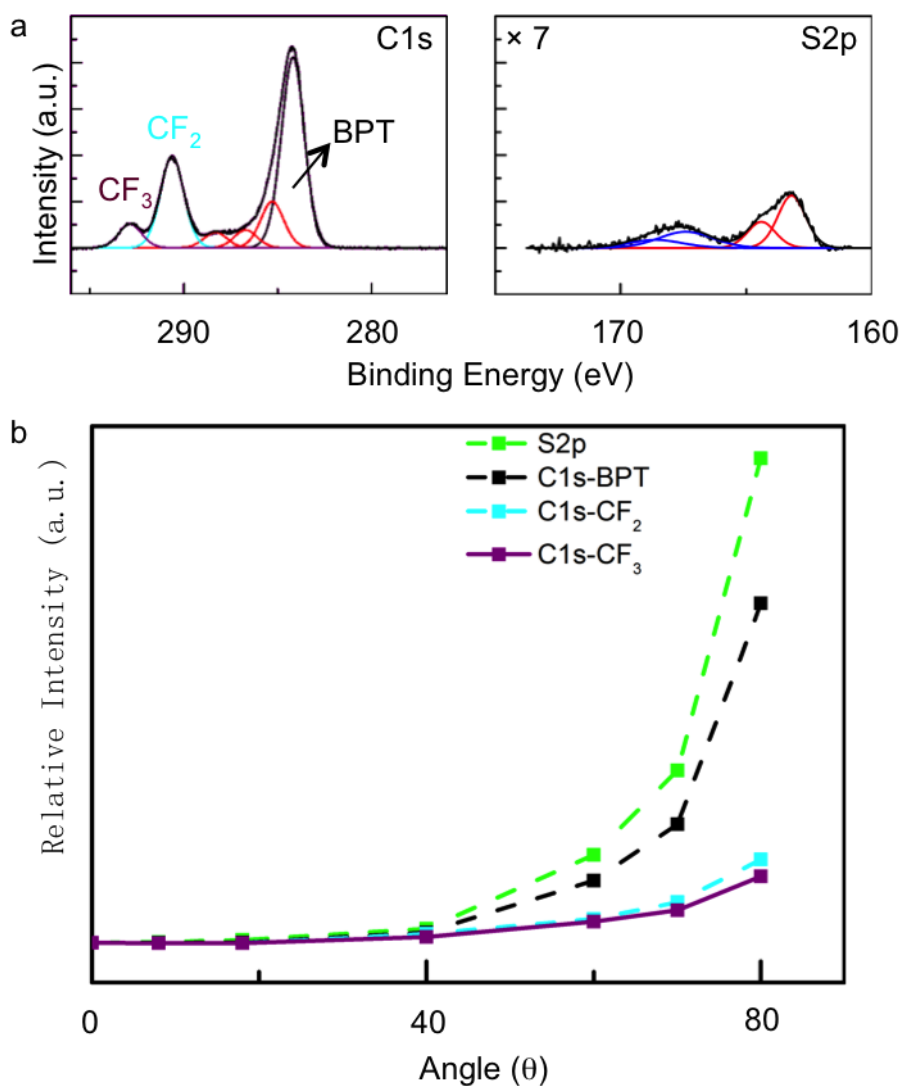 a
C1s
CF₂
CF₃
BPT
× 7
S2p
Intensity (a.u.)
290
280
170
160
Binding Energy (eV)
b
S2p
C1s-BPT
C1s-CF₂
C1s-CF₃
Relative Intensity (a.u.)
0
40
80
Angle (θ)